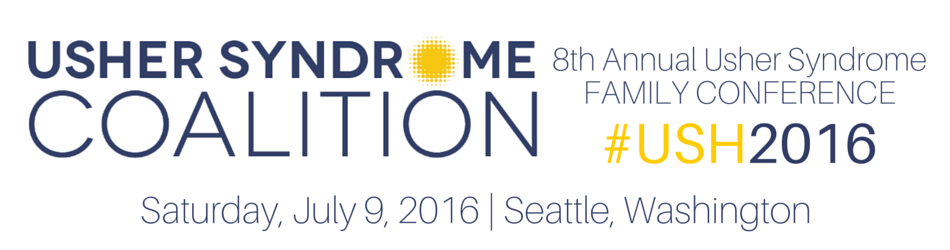 USHER SYNDROME
COALITION
8th Annual Usher Syndrome
FAMILY CONFERENCE
#USH2016
Saturday, July 9, 2016 | Seattle, Washington